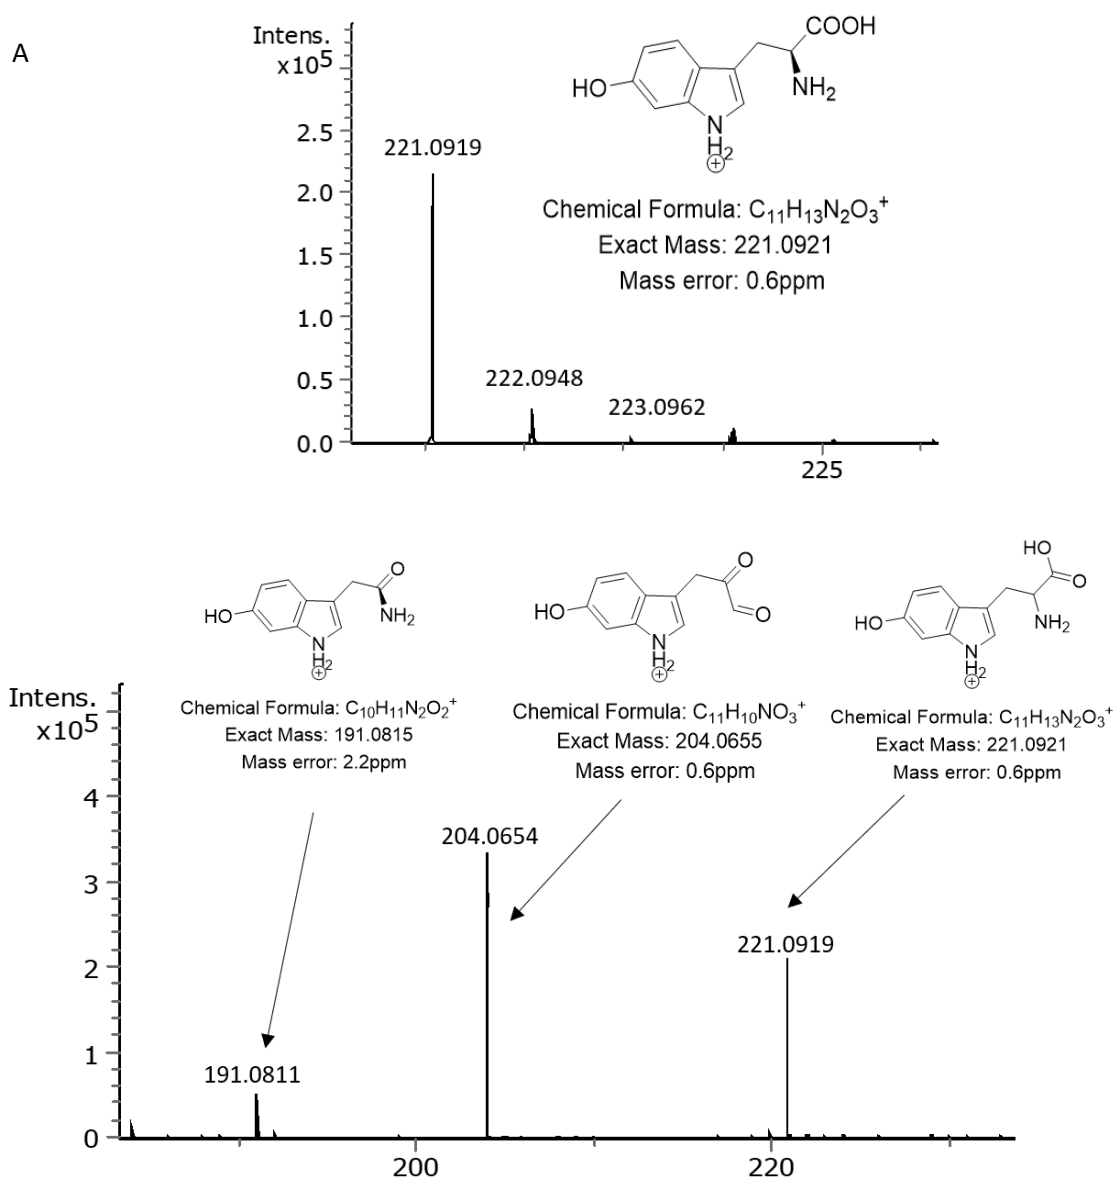 A
Intens.
x10⁵
2.5
2.0
1.5
1.0
0.5
0.0
221.0919
222.0948
223.0962
225
COOH
HO
NH₂
N
H₂
⊕
Chemical Formula: C₁₁H₁₃N₂O₃⁺
Exact Mass: 221.0921
Mass error: 0.6ppm
HO
O
NH₂
N
H₂
⊕
Chemical Formula: C₁₀H₁₁N₂O₂⁺
Exact Mass: 191.0815
Mass error: 2.2ppm
HO
O
O
N
H₂
⊕
Chemical Formula: C₁₁H₁₀NO₃⁺
Exact Mass: 204.0655
Mass error: 0.6ppm
HO
O
HO
NH₂
N
H₂
⊕
Chemical Formula: C₁₁H₁₃N₂O₃⁺
Exact Mass: 221.0921
Mass error: 0.6ppm
Intens.
x10⁵
4
3
2
1
0
191.0811
204.0654
221.0919
200
220